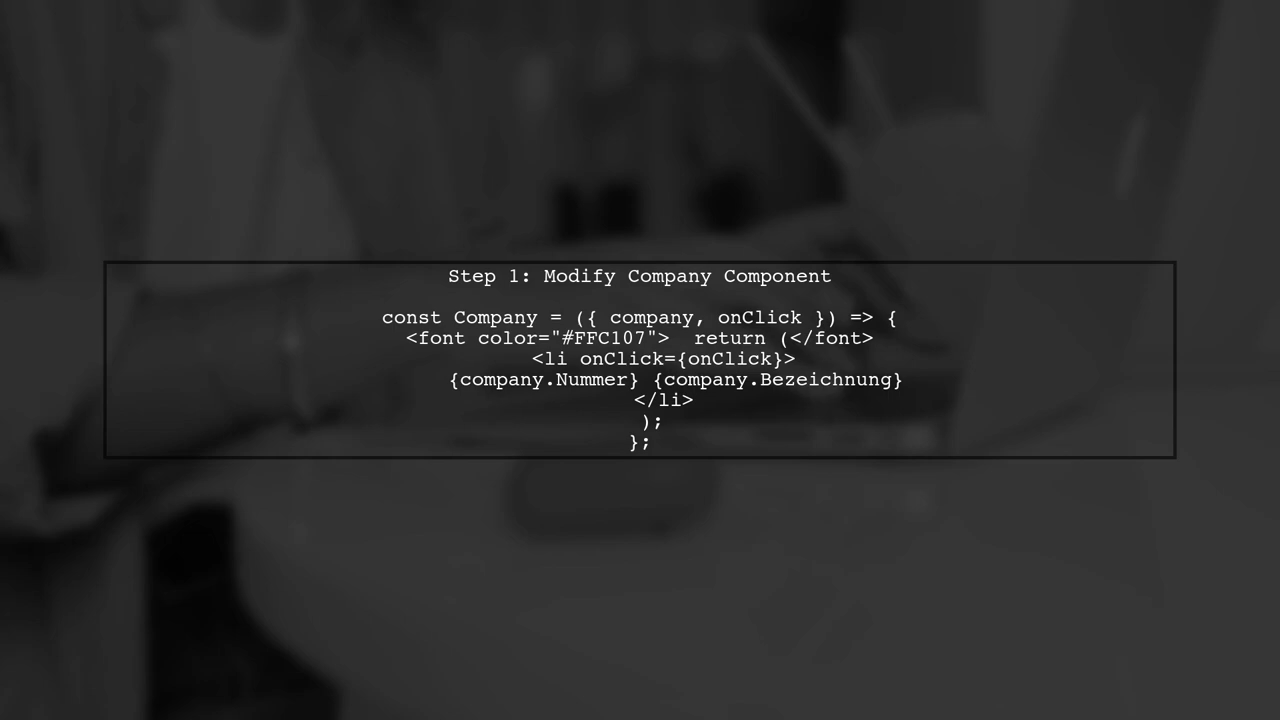 Step 1: Modify Company Component
const Company = ({ company, onClick }) => {
<font color="#FFC107">  return (</font>
<li onClick={onClick}>
{company.Nummer} {company.Bezeichnung}
</li>
);
};